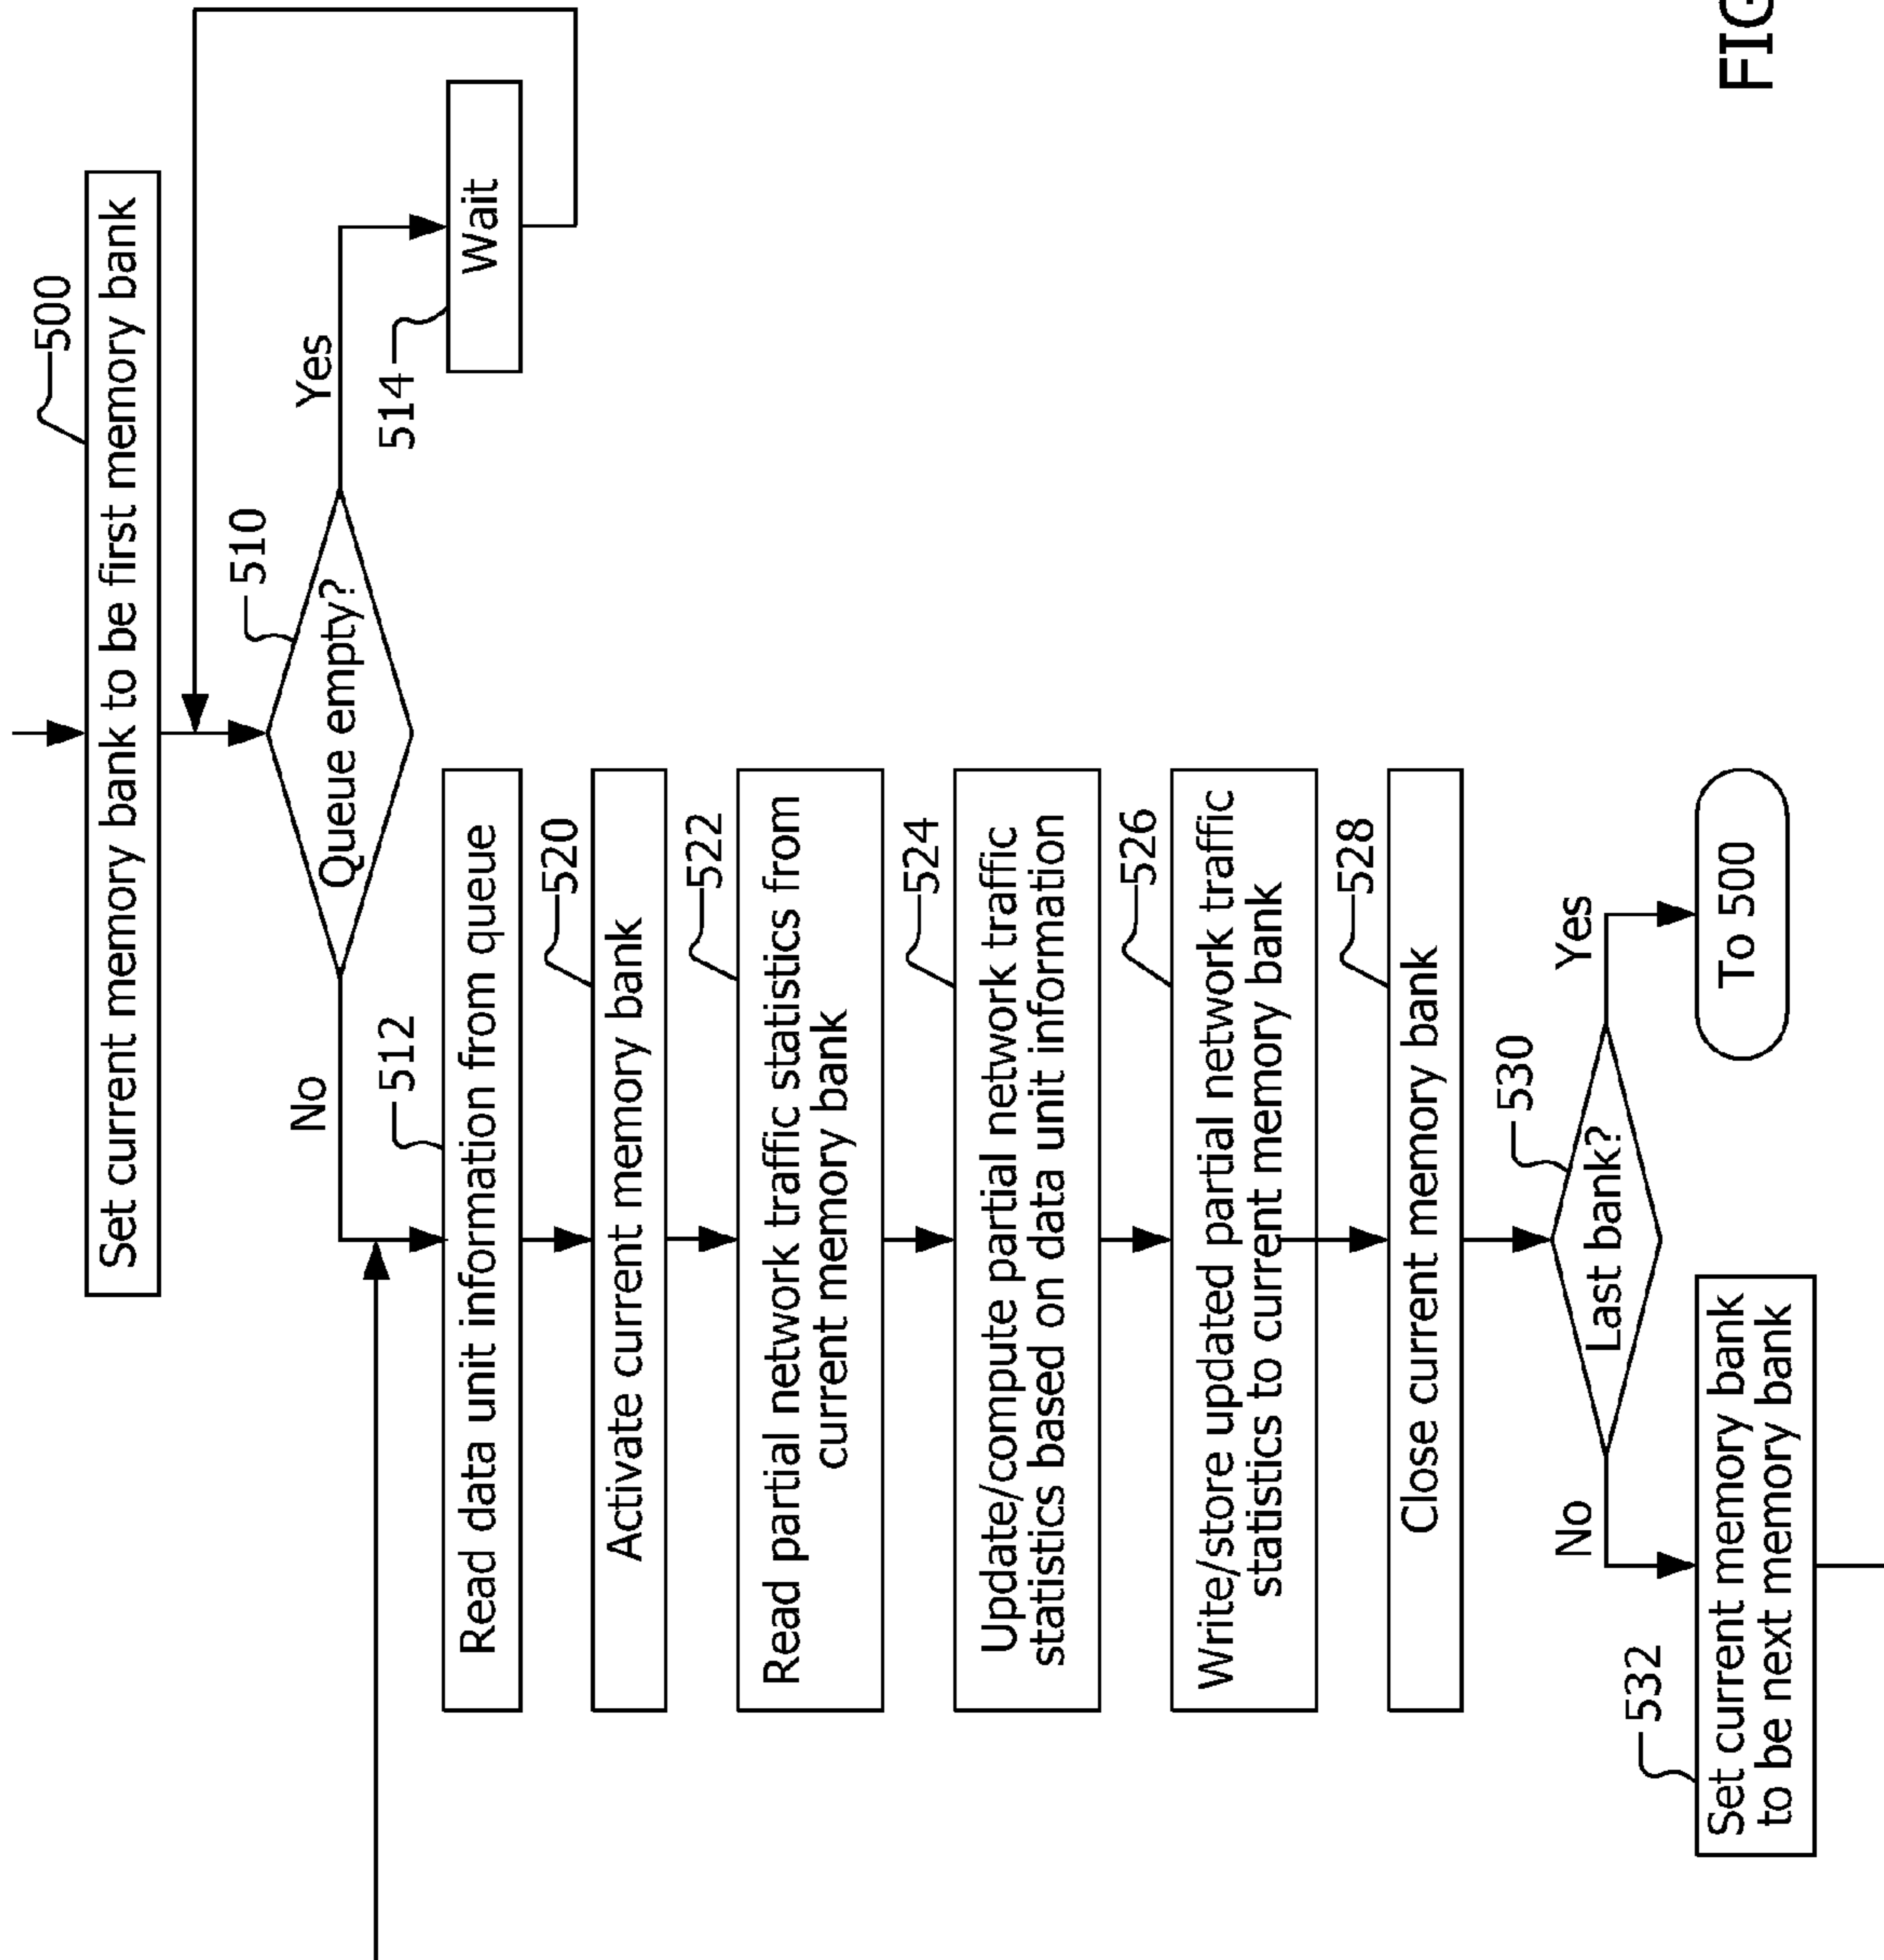 500
Set current memory bank to be first memory bank
510
Queue empty?
Yes
514
Wait
No
512
Read data unit information from queue
520
Activate current memory bank
522
Read partial network traffic statistics from
current memory bank
524
Update/compute partial network traffic
statistics based on data unit information
526
Write/store updated partial network traffic
statistics to current memory bank
528
Close current memory bank
530
Last bank?
Yes
To 500
No
532
Set current memory bank
to be next memory bank
FIG